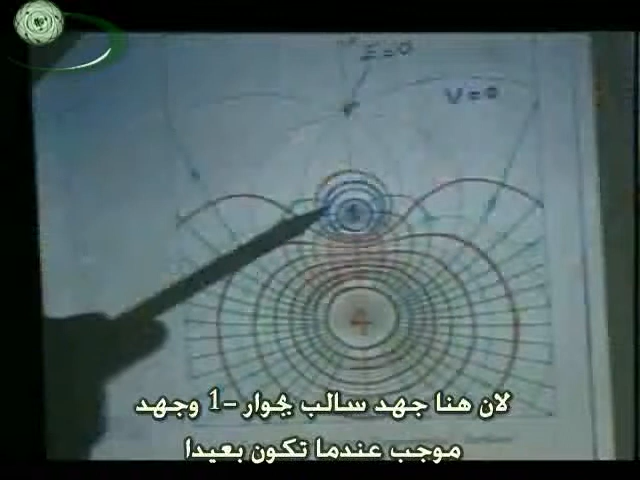 E=0
V=0
4
لان هنا جهد سالب بجوار -1 وجهد
موجب عندما تكون بعيدا